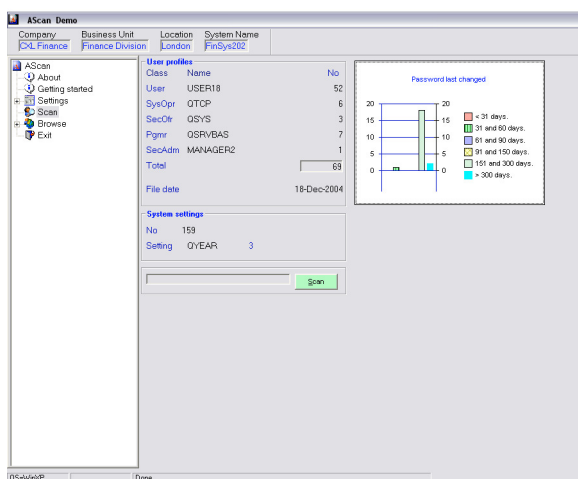 AScan Demo
Company Business Unit Location System Name
CXL Finance Finance Division London FinSys202
AScan
About
Getting started
Settings
Scan
Browse
Exit
User profiles
Class Name No
User USER18 52
SysOpr QTCP 6
SecOfr QSYS 3
Pgmr QSRVBAS 7
SecAdm MANAGER2 1
Total 69
File date 18-Dec-2004
System settings
No 159
Setting QYEAR 3
Scan
Password last changed
20 20
15 15
10 10
5 5
0 0
< 31 days.
31 and 60 days.
61 and 90 days.
91 and 150 days.
151 and 300 days.
> 300 days.
OS=WinXP Done